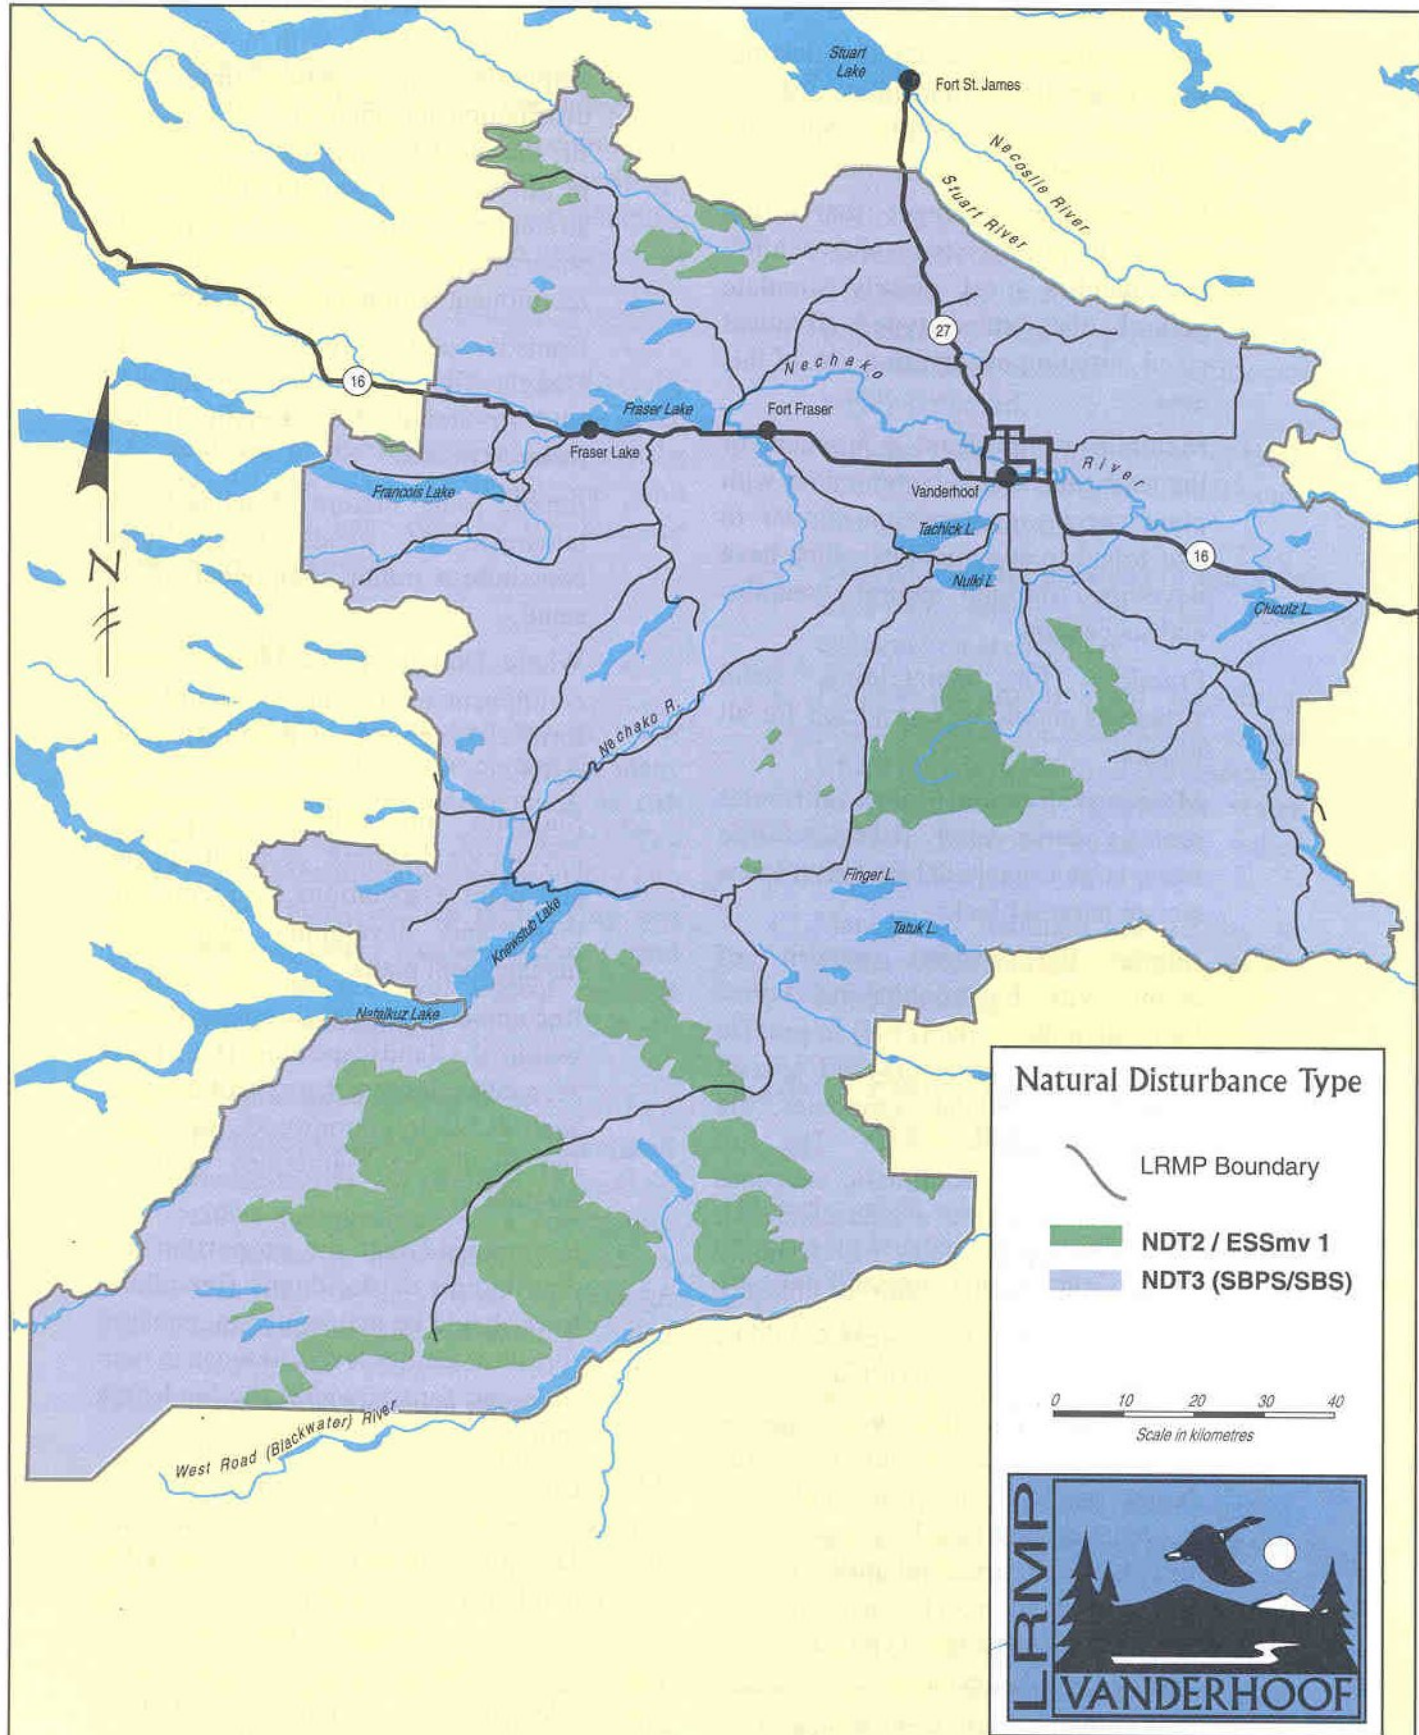 Stuart
Lake
Fort St. James
Necoslie River
Stuart River
27
Nechako
16
Fraser Lake
Fort Fraser
Fraser Lake
River
Francois Lake
Vanderhoof
Tachick L.
Nulki L.
16
Cluculz L.
N
Nechako R.
Finger L.
Knewstub Lake
Tatuk L.
Natalkuz Lake
West Road (Blackwater) River
Natural Disturbance Type
LRMP Boundary
NDT2 / ESSmv 1
NDT3 (SBPS/SBS)
0 10 20 30 40
Scale in kilometres
LRMP
VANDERHOOF